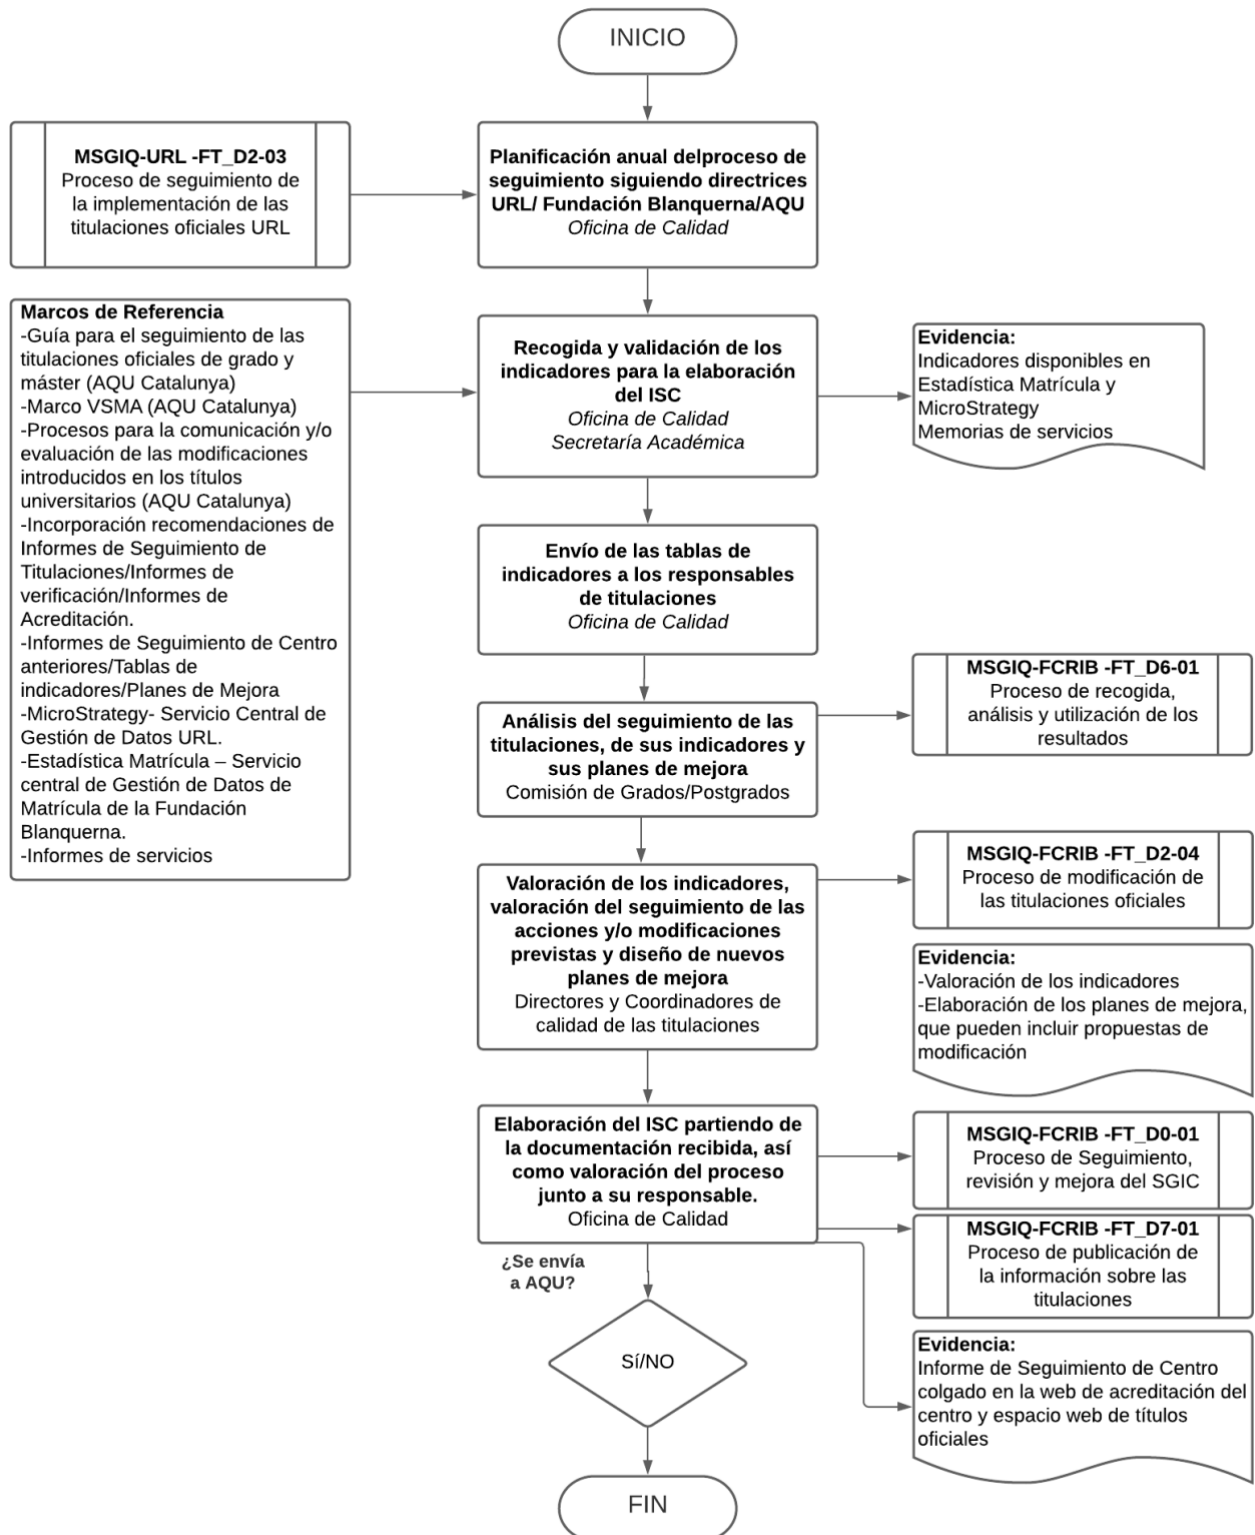 INICIO
MSGIQ-URL -FT_D2-03
Proceso de seguimiento de
la implementación de las
titulaciones oficiales URL
Planificación anual delproceso de
seguimiento siguiendo directrices
URL/ Fundación Blanquerna/AQU
Oficina de Calidad
Marcos de Referencia
-Guía para el seguimiento de las
titulaciones oficiales de grado y
máster (AQU Catalunya)
-Marco VSMA (AQU Catalunya)
-Procesos para la comunicación y/o
evaluación de las modificaciones
introducidos en los títulos
universitarios (AQU Catalunya)
-Incorporación recomendaciones de
Informes de Seguimiento de
Titulaciones/Informes de
verificación/Informes de
Acreditación.
-Informes de Seguimiento de Centro
anteriores/Tablas de
indicadores/Planes de Mejora
-MicroStrategy- Servicio Central de
Gestión de Datos URL.
-Estadística Matrícula – Servicio
central de Gestión de Datos de
Matrícula de la Fundación
Blanquerna.
-Informes de servicios
Recogida y validación de los
indicadores para la elaboración
del ISC
Oficina de Calidad
Secretaría Académica
Evidencia:
Indicadores disponibles en
Estadística Matrícula y
MicroStrategy
Memorias de servicios
Envío de las tablas de
indicadores a los responsables
de titulaciones
Oficina de Calidad
Análisis del seguimiento de las
titulaciones, de sus indicadores y
sus planes de mejora
Comisión de Grados/Postgrados
MSGIQ-FCRIB -FT_D6-01
Proceso de recogida,
análisis y utilización de los
resultados
Valoración de los indicadores,
valoración del seguimiento de las
acciones y/o modificaciones
previstas y diseño de nuevos
planes de mejora
Directores y Coordinadores de
calidad de las titulaciones
MSGIQ-FCRIB -FT_D2-04
Proceso de modificación de
las titulaciones oficiales
Evidencia:
-Valoración de los indicadores
-Elaboración de los planes de mejora,
que pueden incluir propuestas de
modificación
Elaboración del ISC partiendo de
la documentación recibida, así
como valoración del proceso
junto a su responsable.
Oficina de Calidad
MSGIQ-FCRIB -FT_D0-01
Proceso de Seguimiento,
revisión y mejora del SGIC
MSGIQ-FCRIB -FT_D7-01
Proceso de publicación de
la información sobre las
titulaciones
¿Se envía
a AQU?
Sí/NO
Evidencia:
Informe de Seguimiento de Centro
colgado en la web de acreditación del
centro y espacio web de títulos
oficiales
FIN